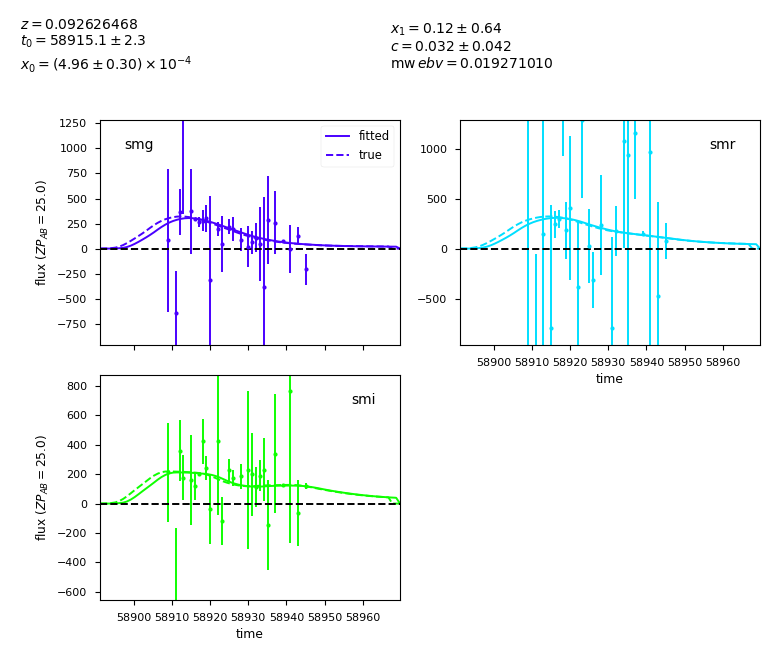 z = 0.092626468
t₀ = 58915.1 ± 2.3
x₀ = (4.96 ± 0.30) × 10⁻⁴
x₁ = 0.12 ± 0.64
c = 0.032 ± 0.042
mw ebv = 0.019271010
smg
fitted
true
1250
1000
750
500
250
0
−250
−500
−750
flux (ZP_AB = 25.0)
smr
1000
500
0
−500
58900 58910 58920 58930 58940 58950 58960
time
smi
800
600
400
200
0
−200
−400
−600
flux (ZP_AB = 25.0)
58900 58910 58920 58930 58940 58950 58960
time